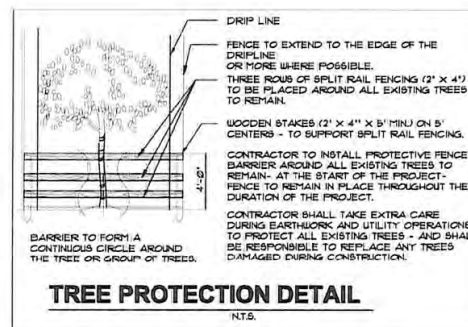 DRIP LINE
FENCE TO EXTEND TO THE EDGE OF THE
DRIPLINE
OR MORE WHERE POSSIBLE.
THREE ROWS OF SPLIT RAIL FENCING (2' X 4')
TO BE PLACED AROUND ALL EXISTING TREES
TO REMAIN.
WOODEN STAKES (2' X 4" X 5' MIN.) ON 5'
CENTERS - TO SUPPORT SPLIT RAIL FENCING.
CONTRACTOR TO INSTALL PROTECTIVE FENCE
BARRIER AROUND ALL EXISTING TREES TO
REMAIN- AT THE START OF THE PROJECT-
FENCE TO REMAIN IN PLACE THROUGHOUT THE
DURATION OF THE PROJECT.
CONTRACTOR SHALL TAKE EXTRA CARE
DURING EARTHWORK AND UTILITY OPERATIONS
TO PROTECT ALL EXISTING TREES - AND SHAL
BE RESPONSIBLE TO REPLACE ANY TREES
DAMAGED DURING CONSTRUCTION.
4'-0"
BARRIER TO FORM A
CONTINUOUS CIRCLE AROUND
THE TREE OR GROUP OF TREES.
TREE PROTECTION DETAIL
N.T.S.